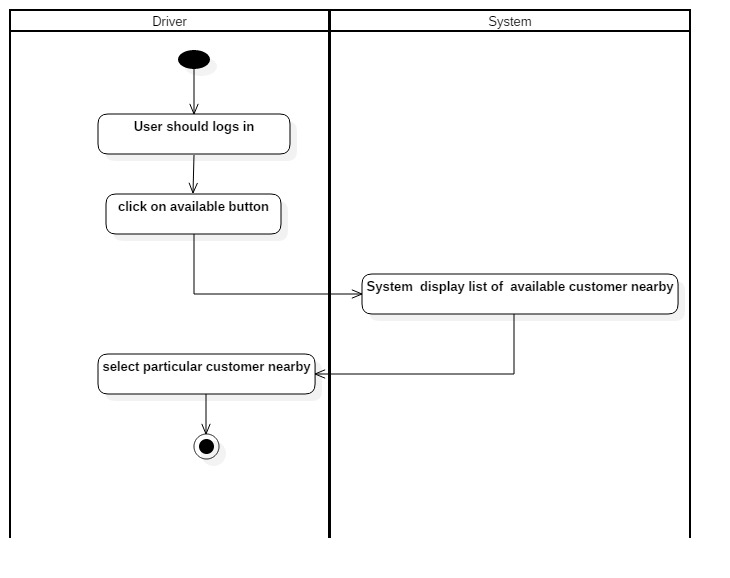 Driver
System
User should logs in
click on available button
System  display list of  available customer nearby
select particular customer nearby